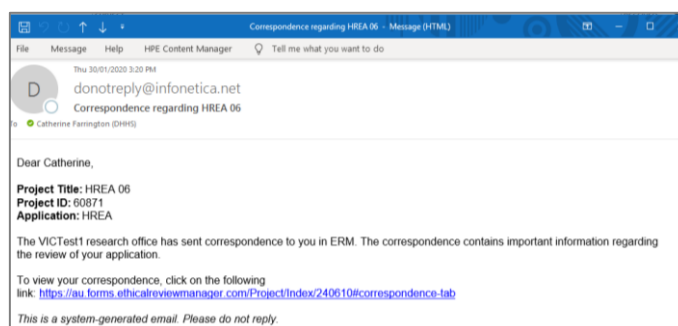 Correspondence regarding HREA 06 - Message (HTML)
File Message Help HPE Content Manager Tell me what you want to do
Thu 30/01/2020 3:20 PM
D
donotreply@infonetica.net
Correspondence regarding HREA 06
To Catherine Farrington (DHHS)
Dear Catherine,
Project Title: HREA 06
Project ID: 60871
Application: HREA
The VICTest1 research office has sent correspondence to you in ERM. The correspondence contains important information regarding
the review of your application.
To view your correspondence, click on the following
link: https://au.forms.ethicalreviewmanager.com/Project/Index/240610#correspondence-tab
This is a system-generated email. Please do not reply.